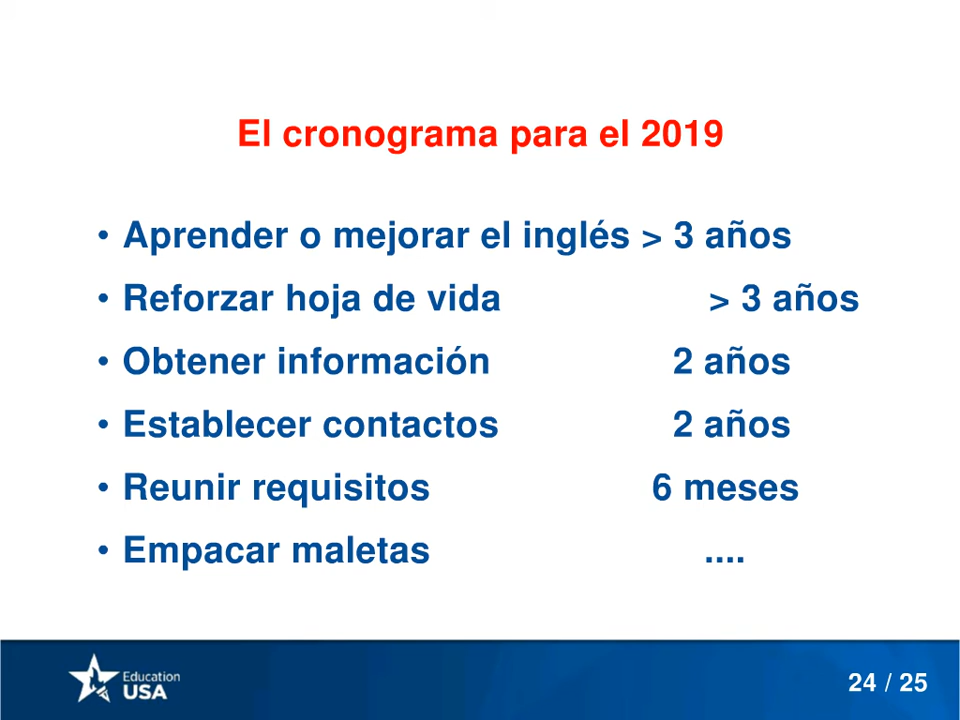 El cronograma para el 2019
• Aprender o mejorar el inglés > 3 años
• Reforzar hoja de vida > 3 años
• Obtener información 2 años
• Establecer contactos 2 años
• Reunir requisitos 6 meses
• Empacar maletas ....
Education
USA
24 / 25